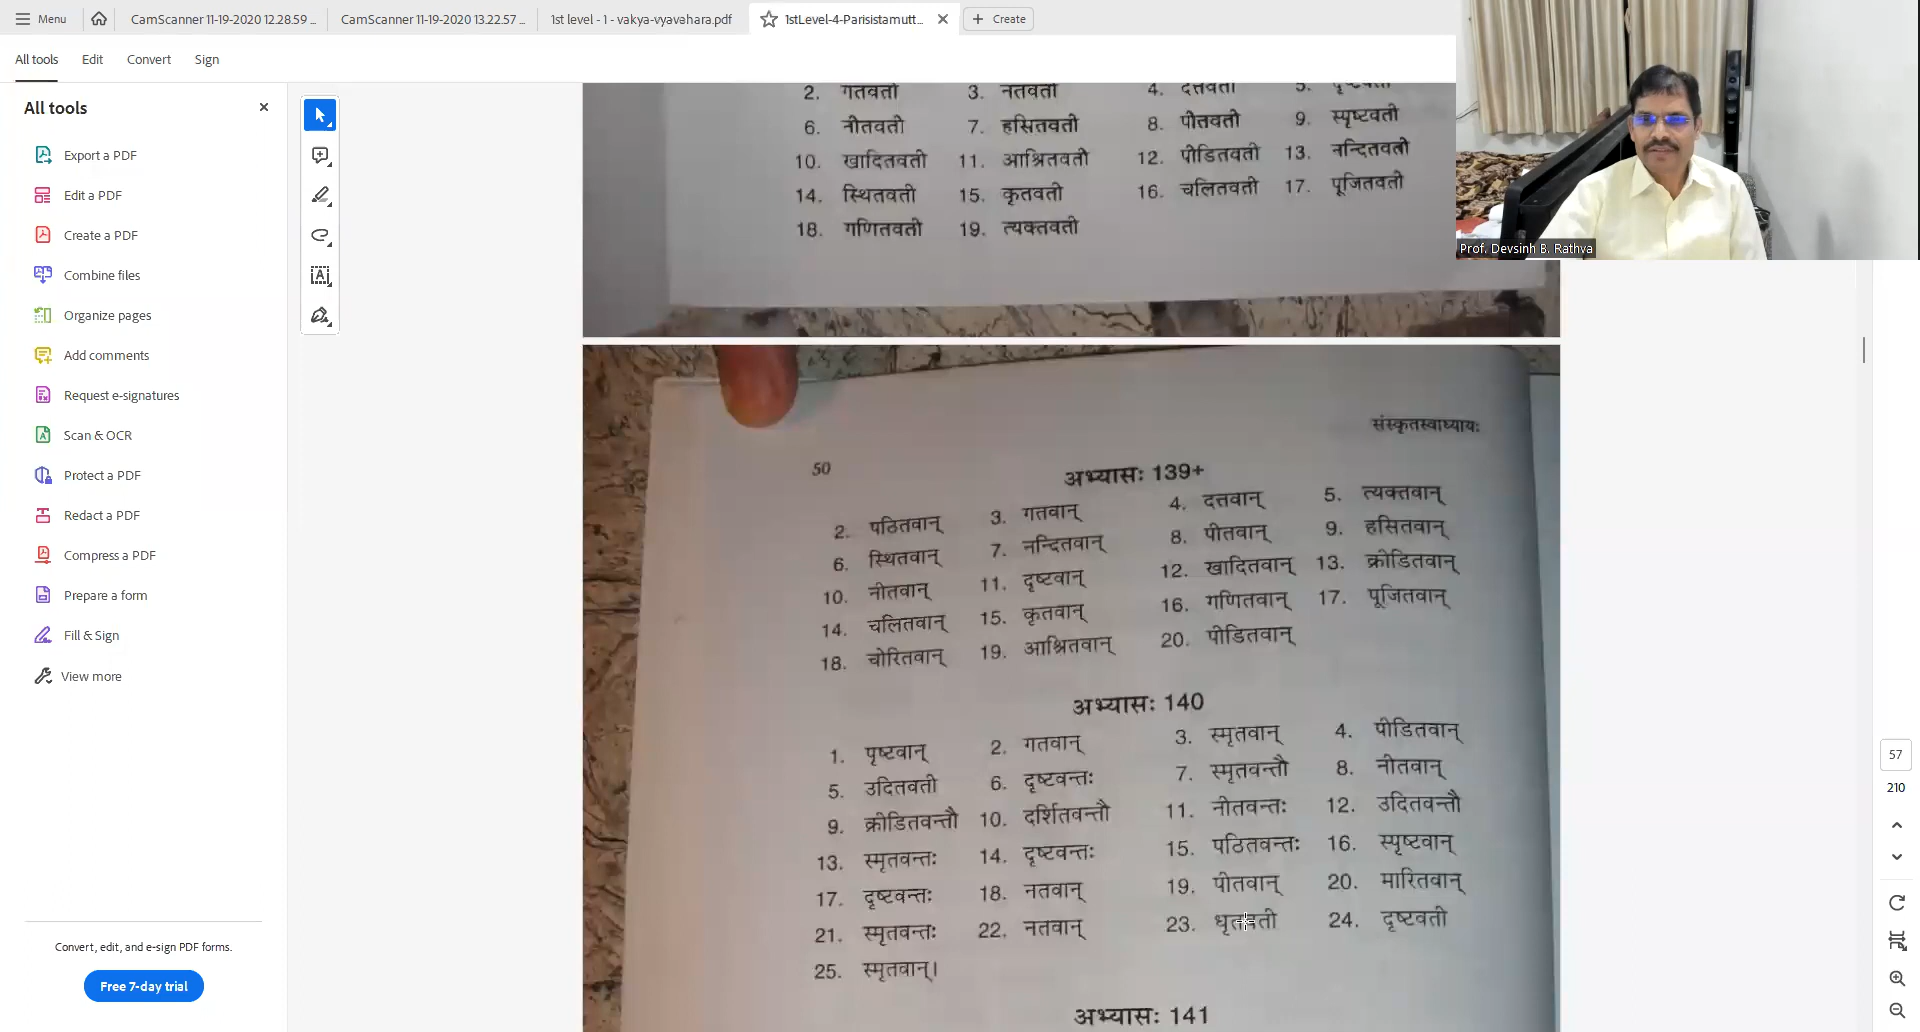 Menu
CamScanner 11-19-2020 12.28.59 ...
CamScanner 11-19-2020 13.22.57 ...
1st level - 1 - vakya-vyavahara.pdf
1stLevel-4-Parisistamutt...
Create
All tools Edit Convert Sign
All tools
Export a PDF
Edit a PDF
Create a PDF
Combine files
Organize pages
Add comments
Request e-signatures
Scan & OCR
Protect a PDF
Redact a PDF
Compress a PDF
Prepare a form
Fill & Sign
View more
Convert, edit, and e-sign PDF forms.
Free 7-day trial
2. गतवती 3. नतवती 4. दत्तवती 5.
6. नीतवती 7. हसितवती 8. पीतवती 9. स्पृष्टवती
10. खादितवती 11. आश्रितवती 12. पीडितवती 13. नन्दितवती
14. स्थितवती 15. कृतवती 16. चलितवती 17. पूजितवती
18. गणितवती 19. त्यक्तवती
Prof. Devsinh B. Rathva
संस्कृतस्वाध्यायः
50
अभ्यासः 139+
2. पठितवान् 3. गतवान् 4. दत्तवान् 5. त्यक्तवान्
6. स्थितवान् 7. नन्दितवान् 8. पीतवान् 9. हसितवान्
10. नीतवान् 11. दृष्टवान् 12. खादितवान् 13. क्रीडितवान्
14. चलितवान् 15. कृतवान् 16. गणितवान् 17. पूजितवान्
18. चोरितवान् 19. आश्रितवान् 20. पीडितवान्
अभ्यासः 140
1. पृष्टवान् 2. गतवान् 3. स्मृतवान् 4. पीडितवान्
5. उदितवती 6. दृष्टवन्तः 7. स्मृतवन्तौ 8. नीतवान्
9. क्रीडितवन्तौ 10. दर्शितवन्तौ 11. नीतवन्तः 12. उदितवन्तौ
13. स्मृतवन्तः 14. दृष्टवन्तः 15. पठितवन्तः 16. स्पृष्टवान्
17. दृष्टवन्तः 18. नतवान् 19. पीतवान् 20. मारितवान्
21. स्मृतवन्तः 22. नतवान् 23. धृतवती 24. दृष्टवती
25. स्मृतवान्।
अभ्यासः 141
57
210